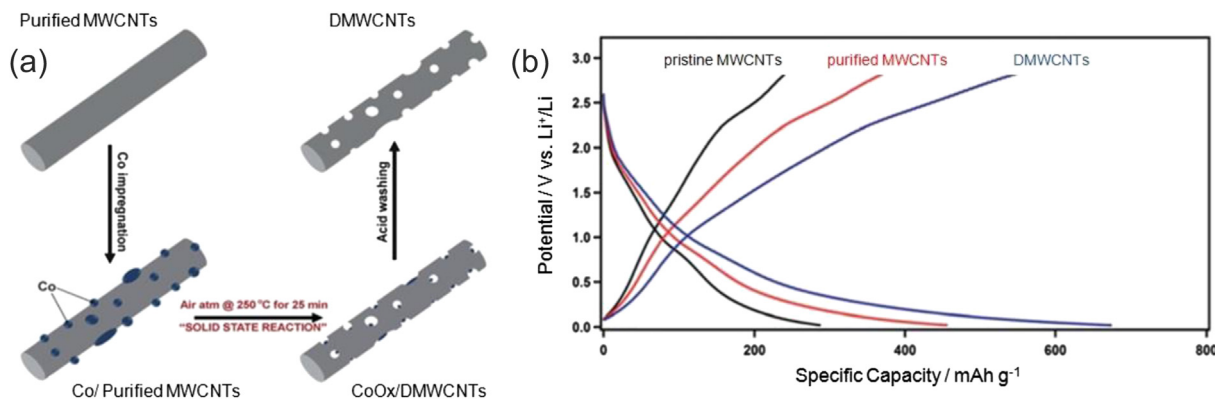 (a)
Purified MWCNTs
DMWCNTs
Co impregnation
Acid washing
Co
Air atm @ 250 °C for 25 min
"SOLID STATE REACTION"
Co/ Purified MWCNTs
CoOx/DMWCNTs
(b)
pristine MWCNTs
purified MWCNTs
DMWCNTs
Potential / V vs. Li⁺/Li
3.0
2.5
2.0
1.5
1.0
0.5
0.0
0
200
400
600
800
Specific Capacity / mAh g⁻¹